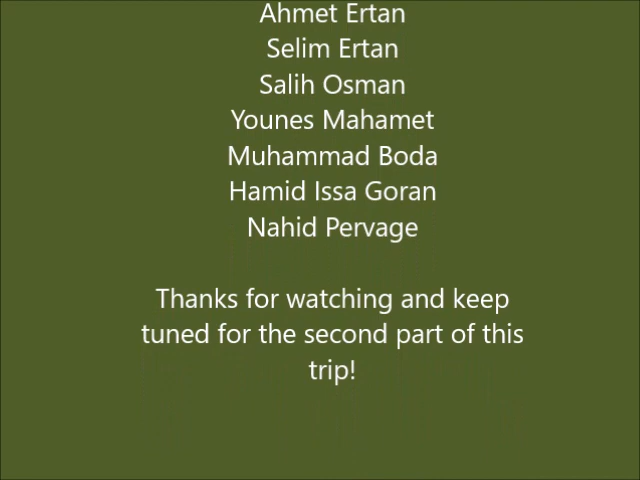 Ahmet Ertan
Selim Ertan
Salih Osman
Younes Mahamet
Muhammad Boda
Hamid Issa Goran
Nahid Pervage
Thanks for watching and keep
tuned for the second part of this
trip!